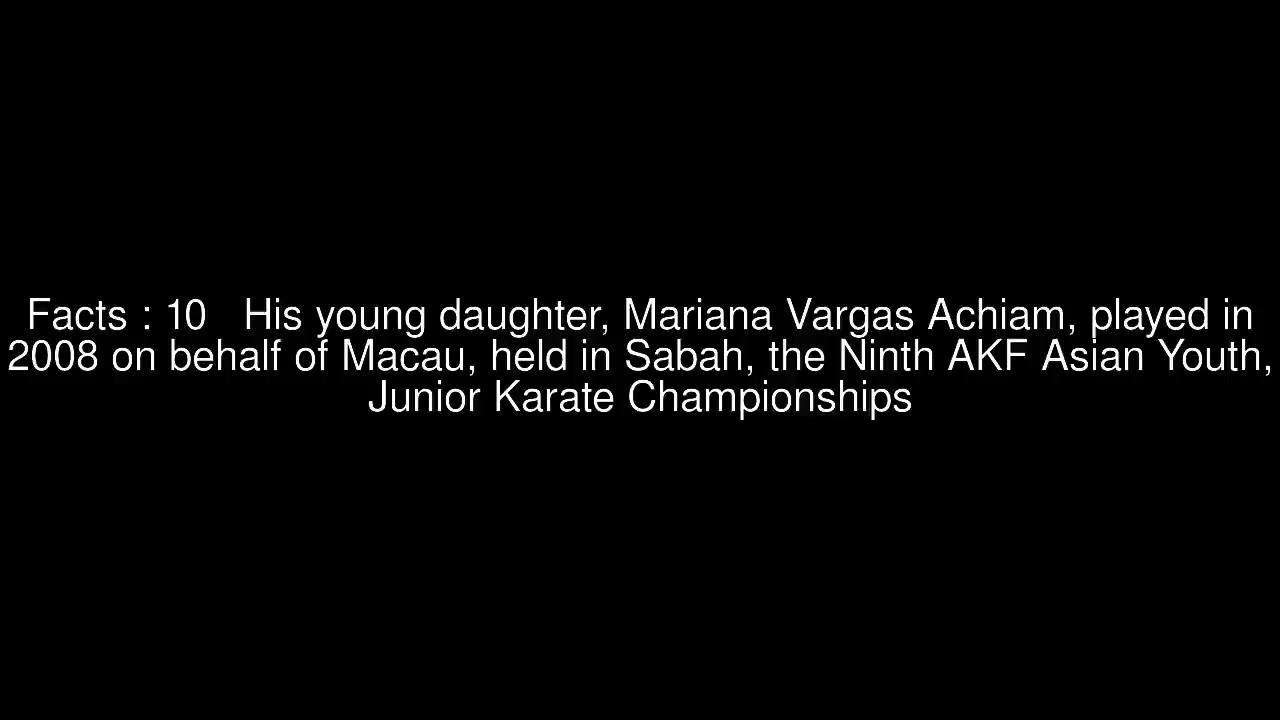 Facts : 10   His young daughter, Mariana Vargas Achiam, played in
2008 on behalf of Macau, held in Sabah, the Ninth AKF Asian Youth,
Junior Karate Championships